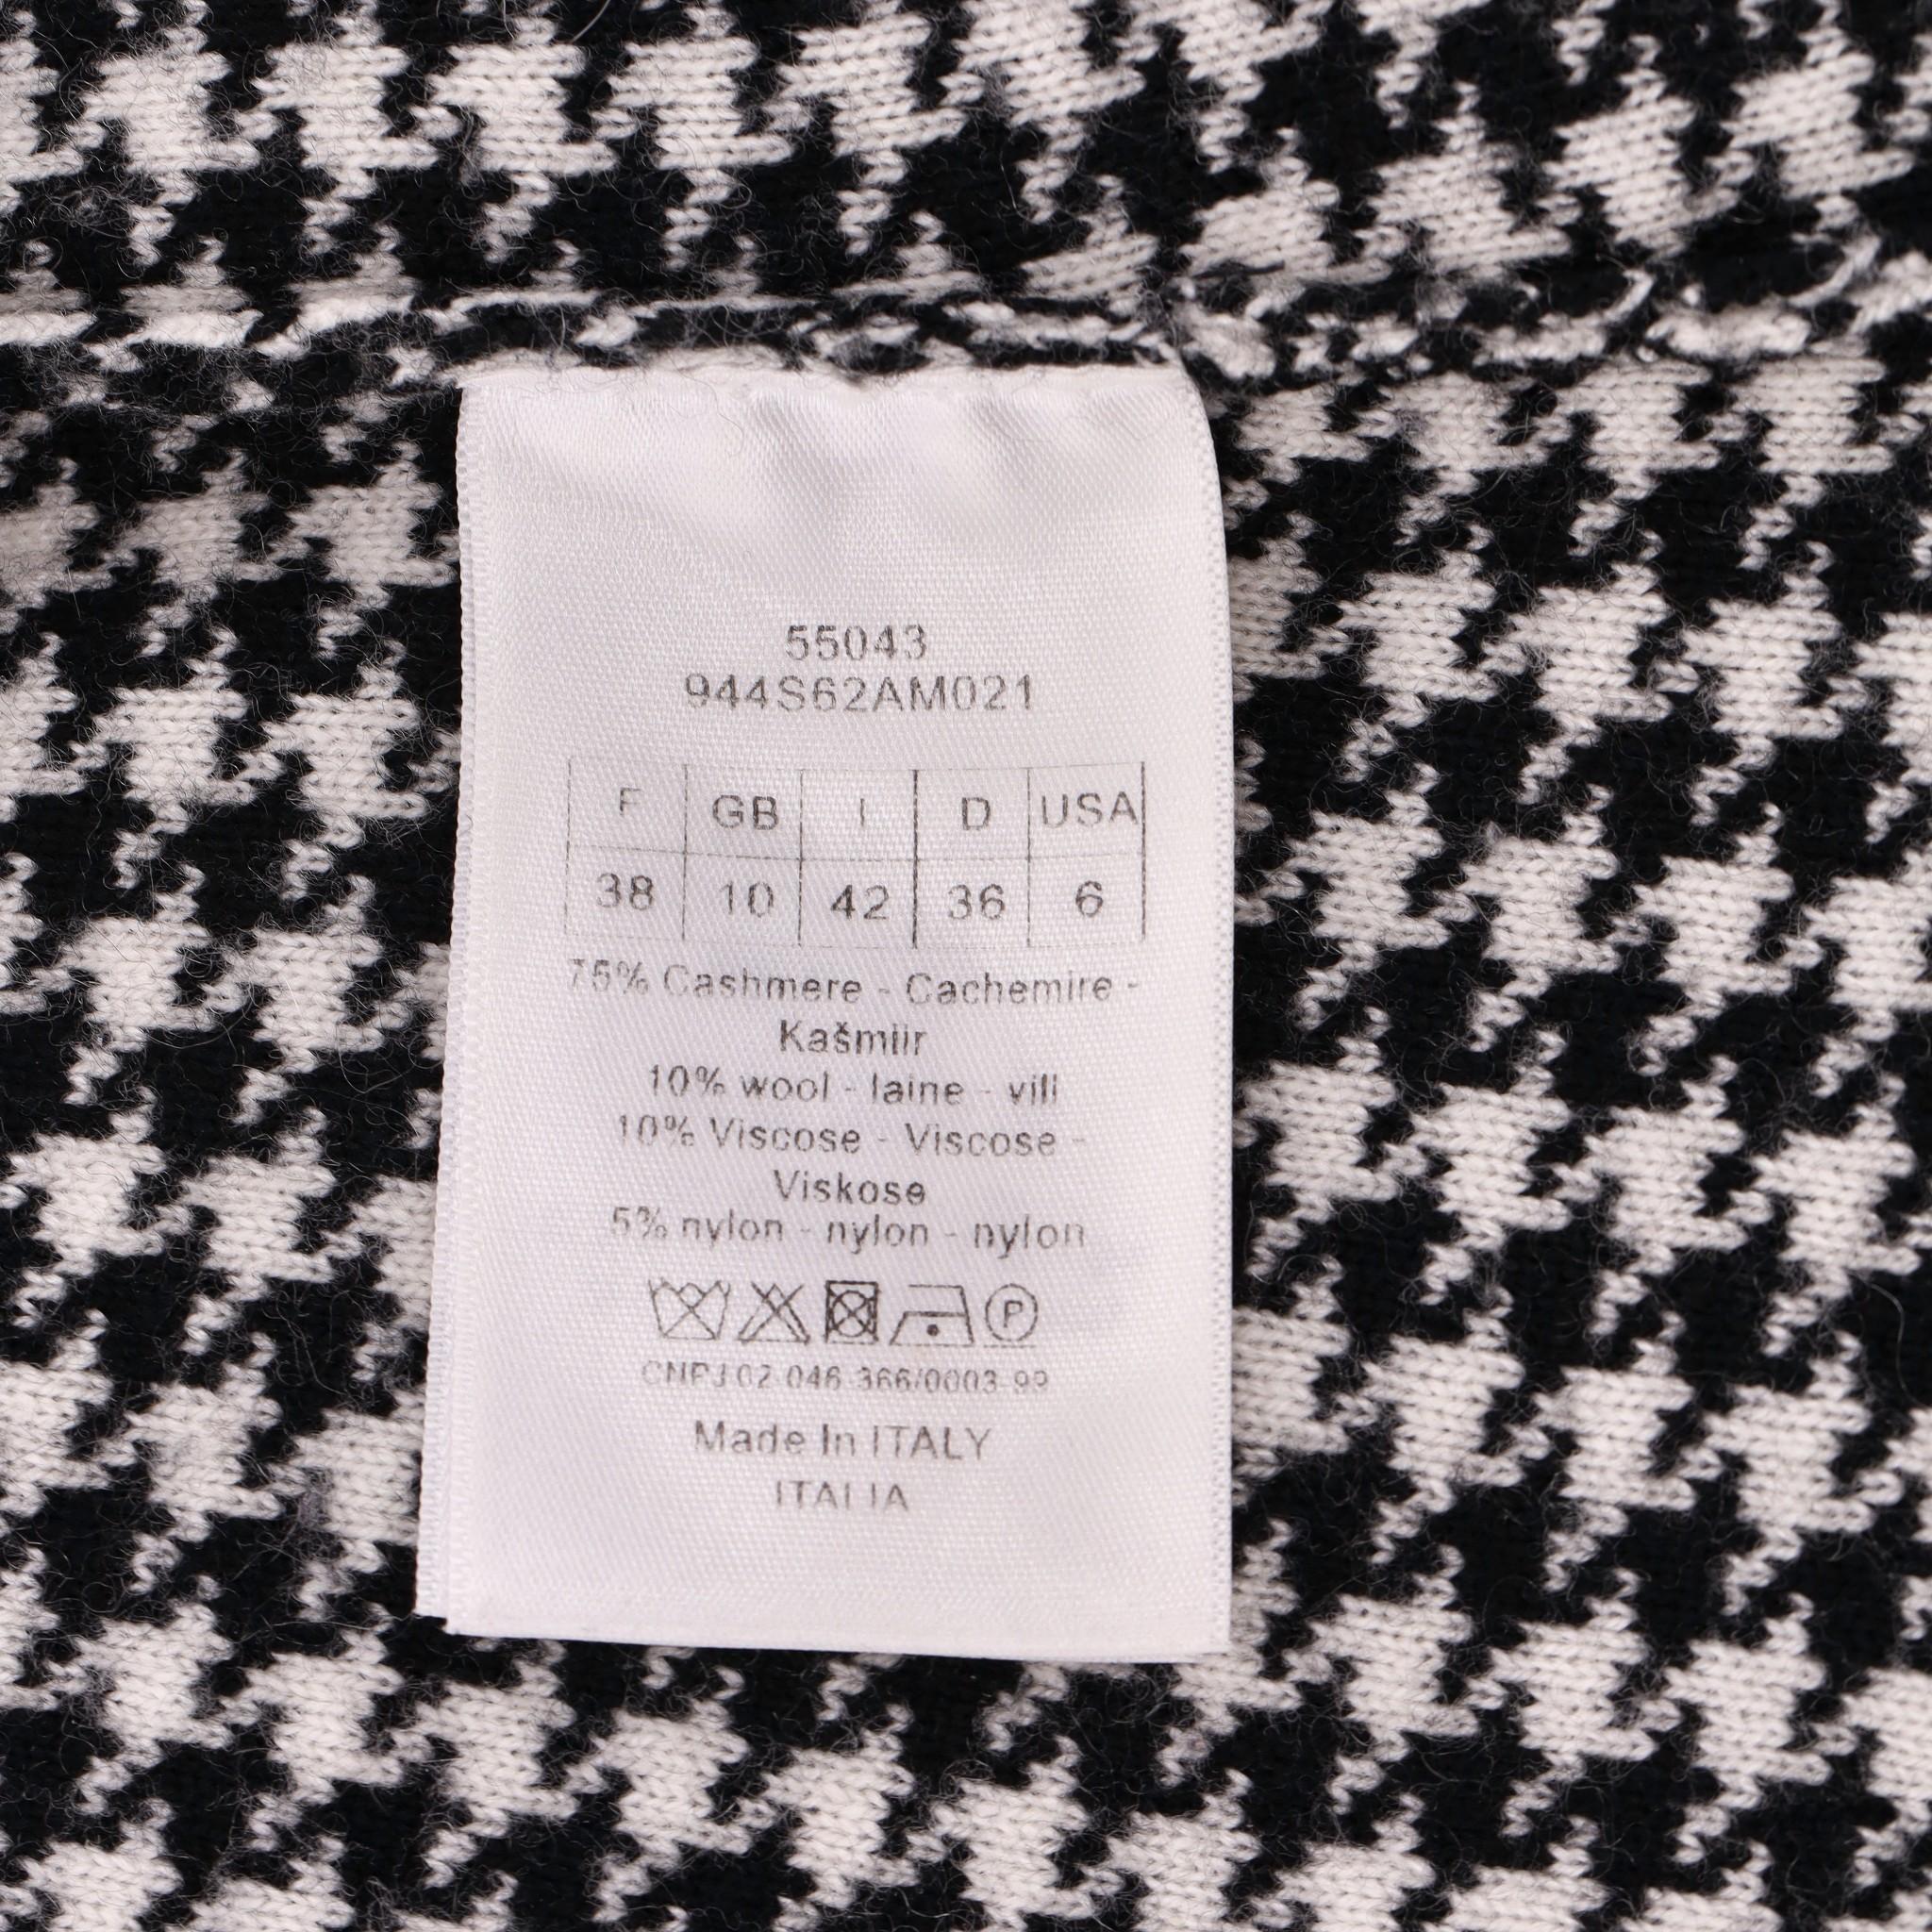 55043
944S62AM021
F GB I D USA
38 10 42 36 6
75% Cashmere - Cachemire -
Kašmiir
10% wool - laine - vill
10% Viscose - Viscose -
Viskose
5% nylon - nylon - nylon
P
CNPJ 02 046 366/0003-99
Made In ITALY
ITALIA